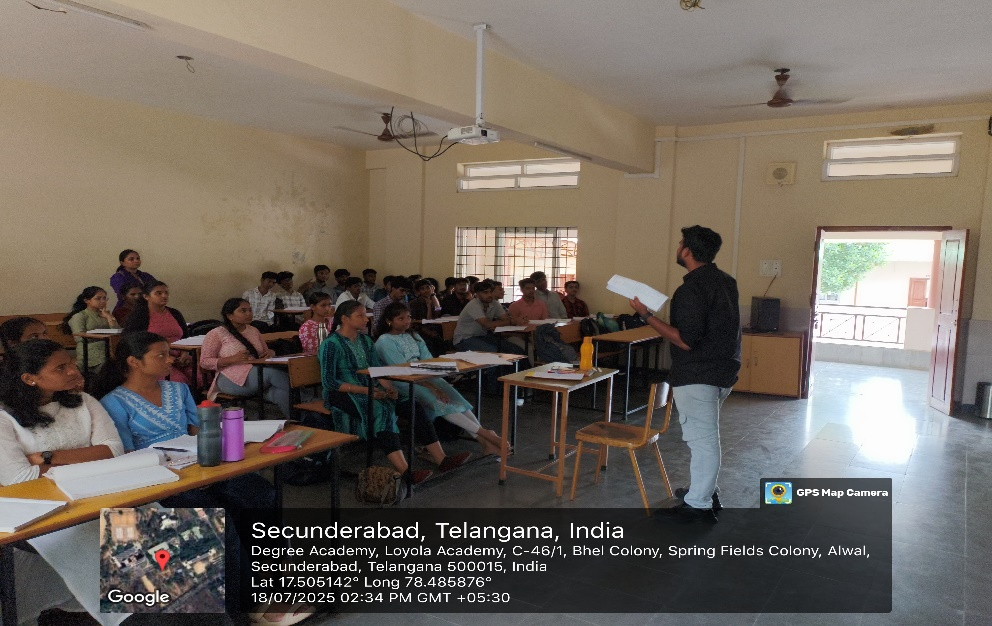 GPS Map Camera
Secunderabad, Telangana, India
Degree Academy, Loyola Academy, C-46/1, Bhel Colony, Spring Fields Colony, Alwal,
Secunderabad, Telangana 500015, India
Lat 17.505142° Long 78.485876°
18/07/2025 02:34 PM GMT +05:30
Google